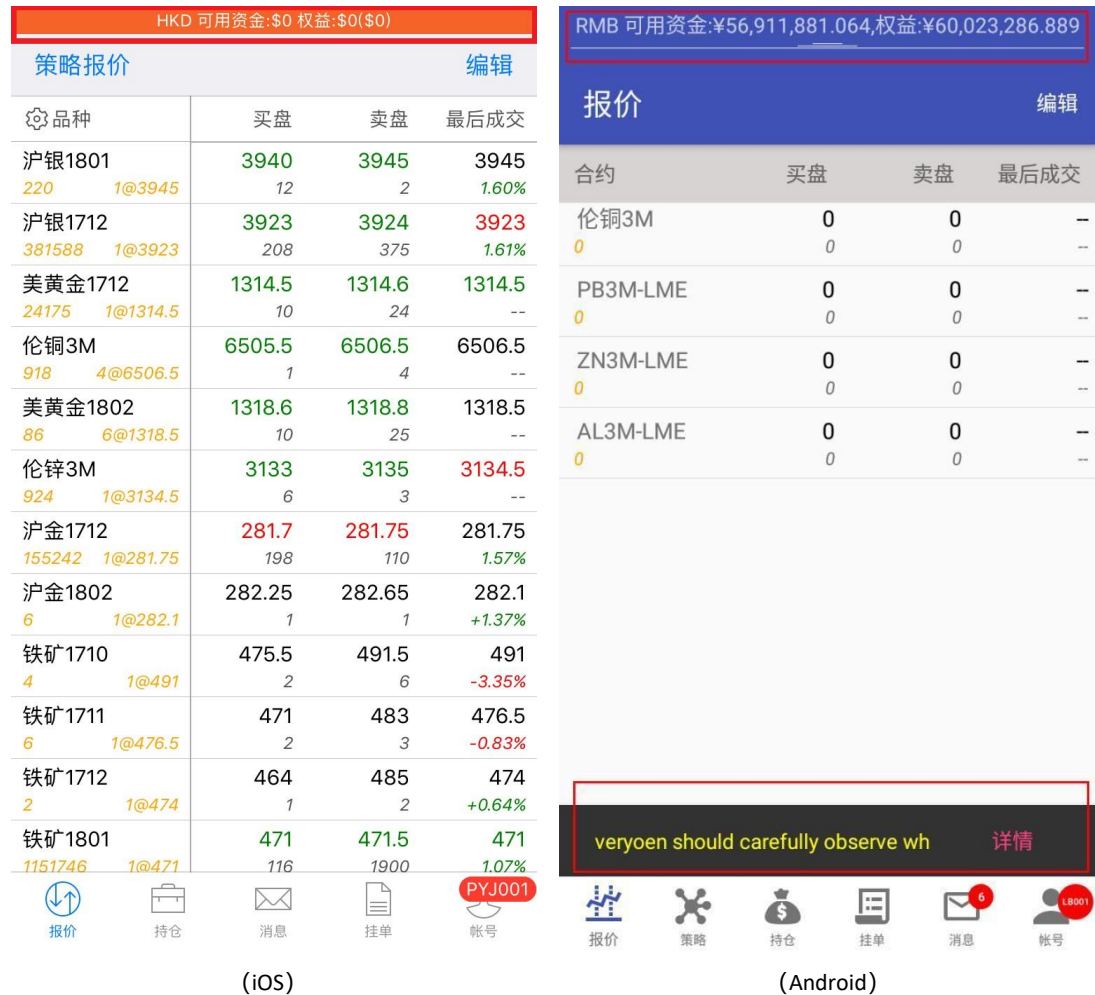 HKD 可用资金:$0 权益:$0($0)
策略报价 编辑
品种 买盘 卖盘 最后成交
沪银1801 3940 3945 3945
220 1@3945 12 2 1.60%
沪银1712 3923 3924 3923
381588 1@3923 208 375 1.61%
美黄金1712 1314.5 1314.6 1314.5
24175 1@1314.5 10 24 --
伦铜3M 6505.5 6506.5 6506.5
918 4@6506.5 1 4 --
美黄金1802 1318.6 1318.8 1318.5
86 6@1318.5 10 25 --
伦锌3M 3133 3135 3134.5
924 1@3134.5 6 3 --
沪金1712 281.7 281.75 281.75
155242 1@281.75 198 110 1.57%
沪金1802 282.25 282.65 282.1
6 1@282.1 1 1 +1.37%
铁矿1710 475.5 491.5 491
4 1@491 2 6 -3.35%
铁矿1711 471 483 476.5
6 1@476.5 2 3 -0.83%
铁矿1712 464 485 474
2 1@474 1 2 +0.64%
铁矿1801 471 471.5 471
1151746 1@471 116 1900 1.07%
PYJ001
报价 持仓 消息 挂单 帐号
(iOS)
RMB 可用资金:¥56,911,881.064,权益:¥60,023,286.889
报价 编辑
合约 买盘 卖盘 最后成交
伦铜3M 0 0 --
0 0 0 --
PB3M-LME 0 0 --
0 0 0 --
ZN3M-LME 0 0 --
0 0 0 --
AL3M-LME 0 0 --
0 0 0 --
veryoen should carefully observe wh 详情
6 LB001
报价 策略 持仓 挂单 消息 帐号
(Android)